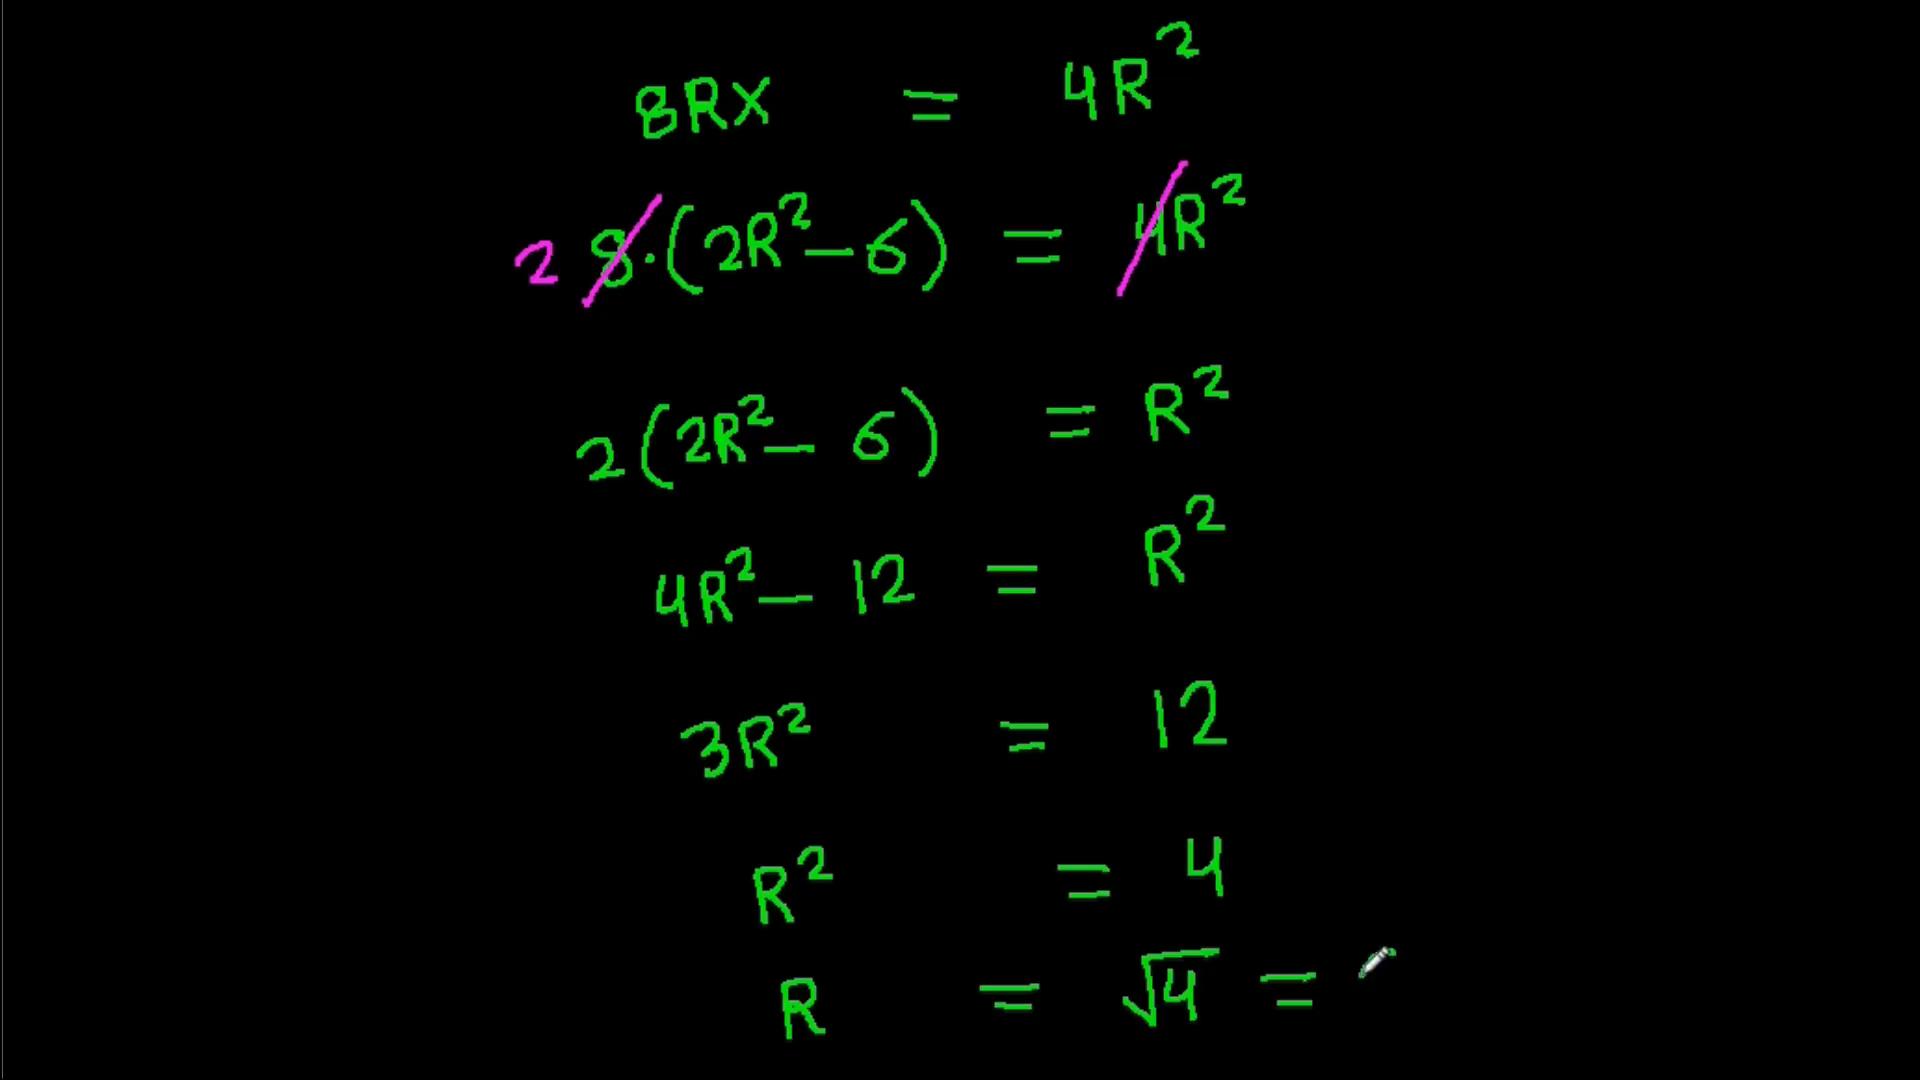 8RX = 4R²
2 8·(2R²-6) = 4R²
2(2R²-6) = R²
4R²-12 = R²
3R² = 12
R² = 4
R = √4 =